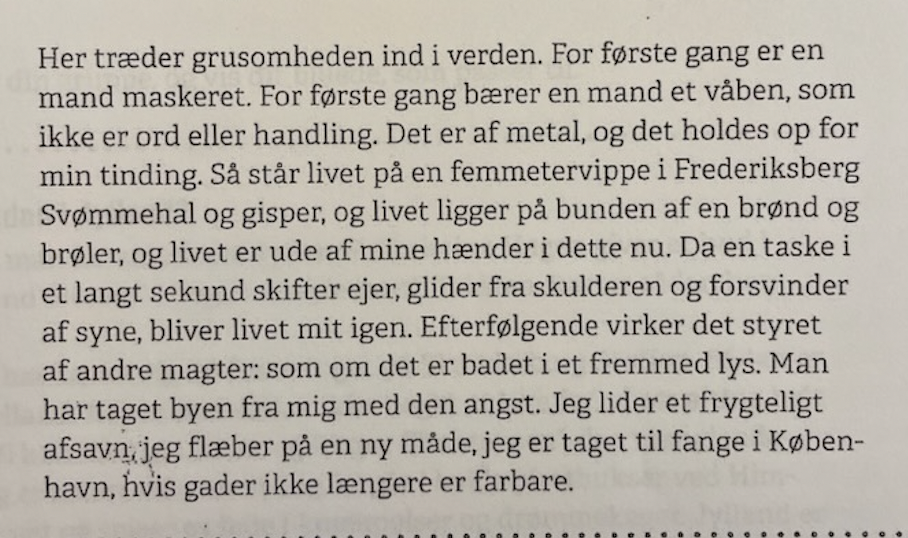 Her træder grusomheden ind i verden. For første gang er en
mand maskeret. For første gang bærer en mand et våben, som
ikke er ord eller handling. Det er af metal, og det holdes op for
min tinding. Så står livet på en femmetervippe i Frederiksberg
Svømmehal og gisper, og livet ligger på bunden af en brønd og
brøler, og livet er ude af mine hænder i dette nu. Da en taske i
et langt sekund skifter ejer, glider fra skulderen og forsvinder
af syne, bliver livet mit igen. Efterfølgende virker det styret
af andre magter: som om det er badet i et fremmed lys. Man
har taget byen fra mig med den angst. Jeg lider et frygteligt
afsavn, jeg flæber på en ny måde, jeg er taget til fange i Køben-
havn, hvis gader ikke længere er farbare.